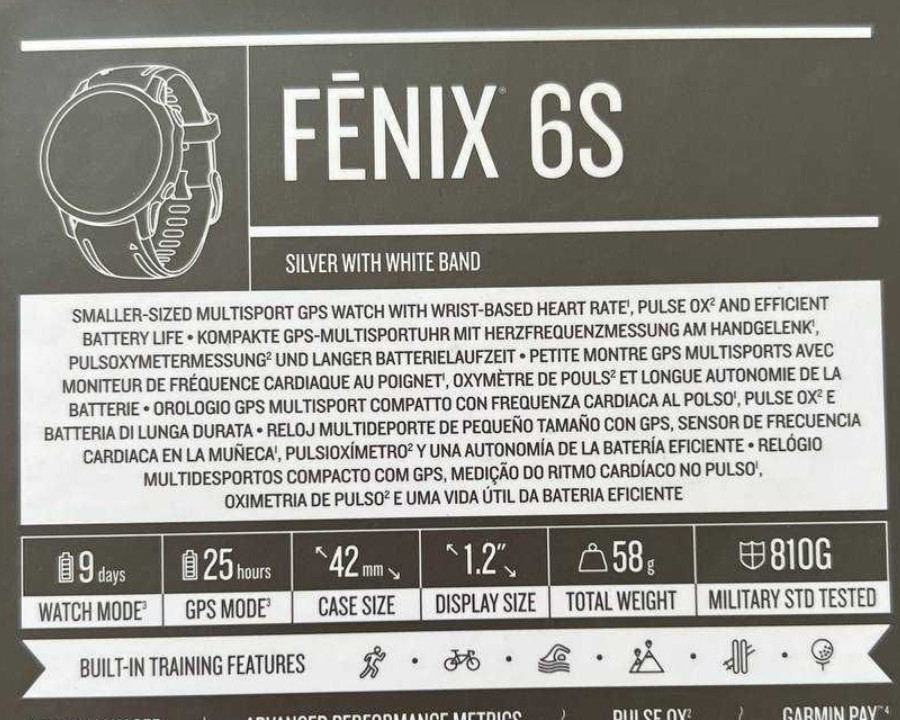 FĒNIX® 6S
SILVER WITH WHITE BAND
SMALLER-SIZED MULTISPORT GPS WATCH WITH WRIST-BASED HEART RATE¹, PULSE OX² AND EFFICIENT
BATTERY LIFE • KOMPAKTE GPS-MULTISPORTUHR MIT HERZFREQUENZMESSUNG AM HANDGELENK¹,
PULSOXYMETERMESSUNG² UND LANGER BATTERIELAUFZEIT • PETITE MONTRE GPS MULTISPORTS AVEC
MONITEUR DE FRÉQUENCE CARDIAQUE AU POIGNET¹, OXYMÈTRE DE POULS² ET LONGUE AUTONOMIE DE LA
BATTERIE • OROLOGIO GPS MULTISPORT COMPATTO CON FREQUENZA CARDIACA AL POLSO¹, PULSE OX² E
BATTERIA DI LUNGA DURATA • RELOJ MULTIDEPORTE DE PEQUEÑO TAMAÑO CON GPS, SENSOR DE FRECUENCIA
CARDIACA EN LA MUÑECA¹, PULSIOXÍMETRO² Y UNA AUTONOMÍA DE LA BATERÍA EFICIENTE • RELÓGIO
MULTIDESPORTOS COMPACTO COM GPS, MEDIÇÃO DO RITMO CARDÍACO NO PULSO¹,
OXIMETRIA DE PULSO² E UMA VIDA ÚTIL DA BATERIA EFICIENTE
9 days 25 hours 42 mm 1.2″ 58 g 810G
WATCH MODE³ GPS MODE³ CASE SIZE DISPLAY SIZE TOTAL WEIGHT MILITARY STD TESTED
BUILT-IN TRAINING FEATURES
ADVANCED PERFORMANCE METRICS PULSE OX² GARMIN PAY™⁴